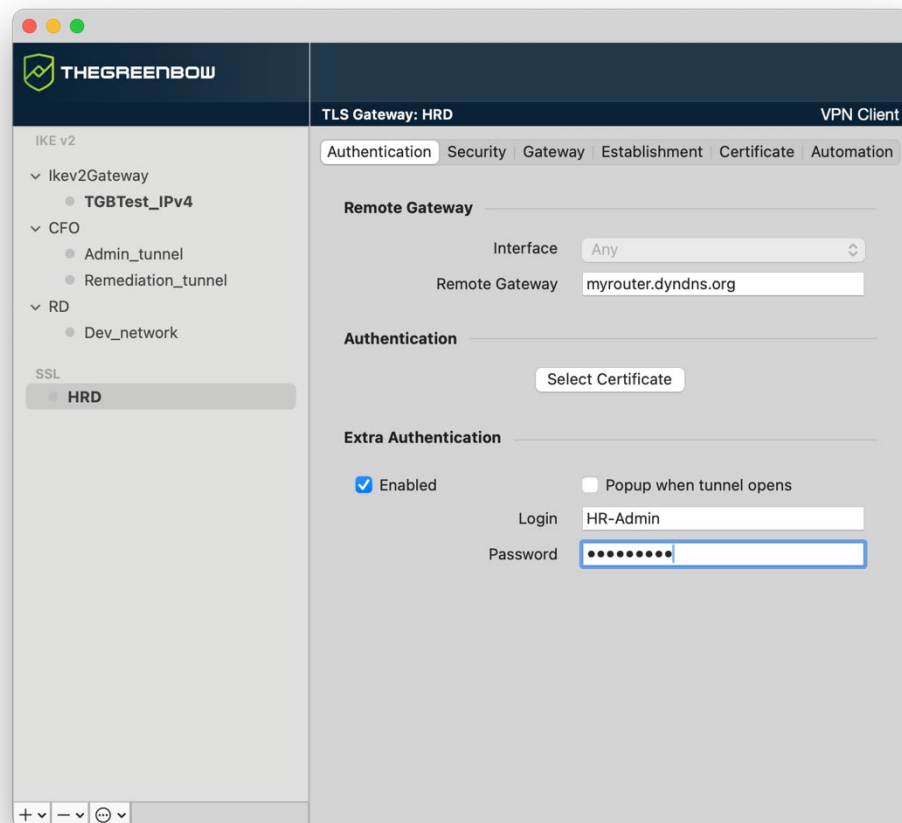 THEGREENBOW
TLS Gateway: HRD VPN Client
IKE v2
Ikev2Gateway
TGBTest_IPv4
CFO
Admin_tunnel
Remediation_tunnel
RD
Dev_network
SSL
HRD
Authentication Security Gateway Establishment Certificate Automation
Remote Gateway
Interface Any
Remote Gateway myrouter.dyndns.org
Authentication
Select Certificate
Extra Authentication
Enabled Popup when tunnel opens
Login HR-Admin
Password •••••••••